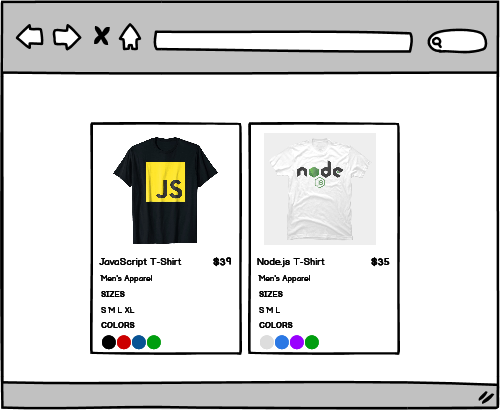 JS
JavaScript T-Shirt $39
Men's Apparel
SIZES
S M L XL
COLORS
node
JS
Node.js T-Shirt $35
Men's Apparel
SIZES
S M L
COLORS